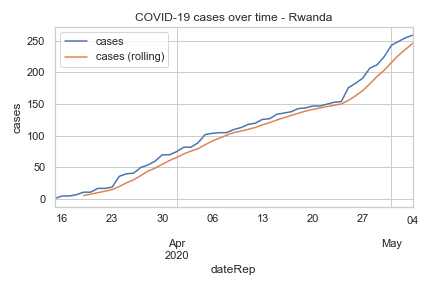 COVID-19 cases over time - Rwanda
cases
cases (rolling)
250
200
150
100
50
0
cases
16 23 30 06 13 20 27 04
Apr May
2020
dateRep